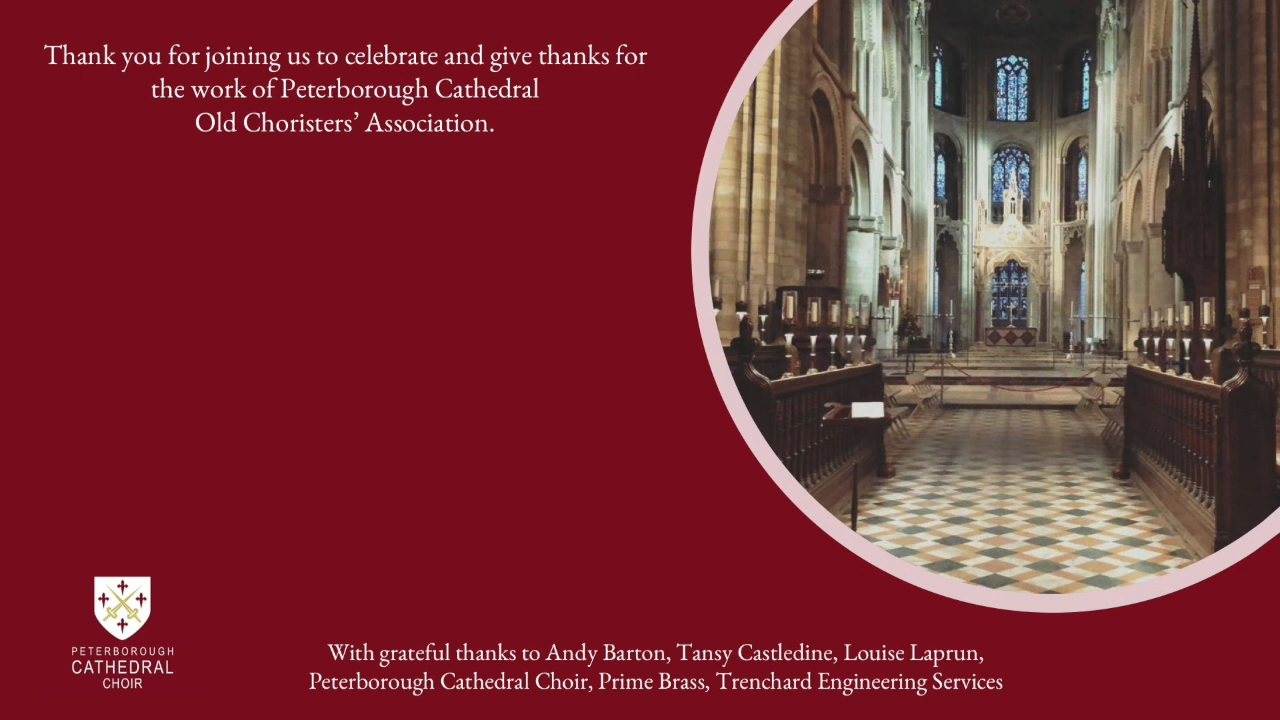 Thank you for joining us to celebrate and give thanks for
the work of Peterborough Cathedral
Old Choristers’ Association.
PETERBOROUGH
CATHEDRAL
CHOIR
With grateful thanks to Andy Barton, Tansy Castledine, Louise Laprun,
Peterborough Cathedral Choir, Prime Brass, Trenchard Engineering Services